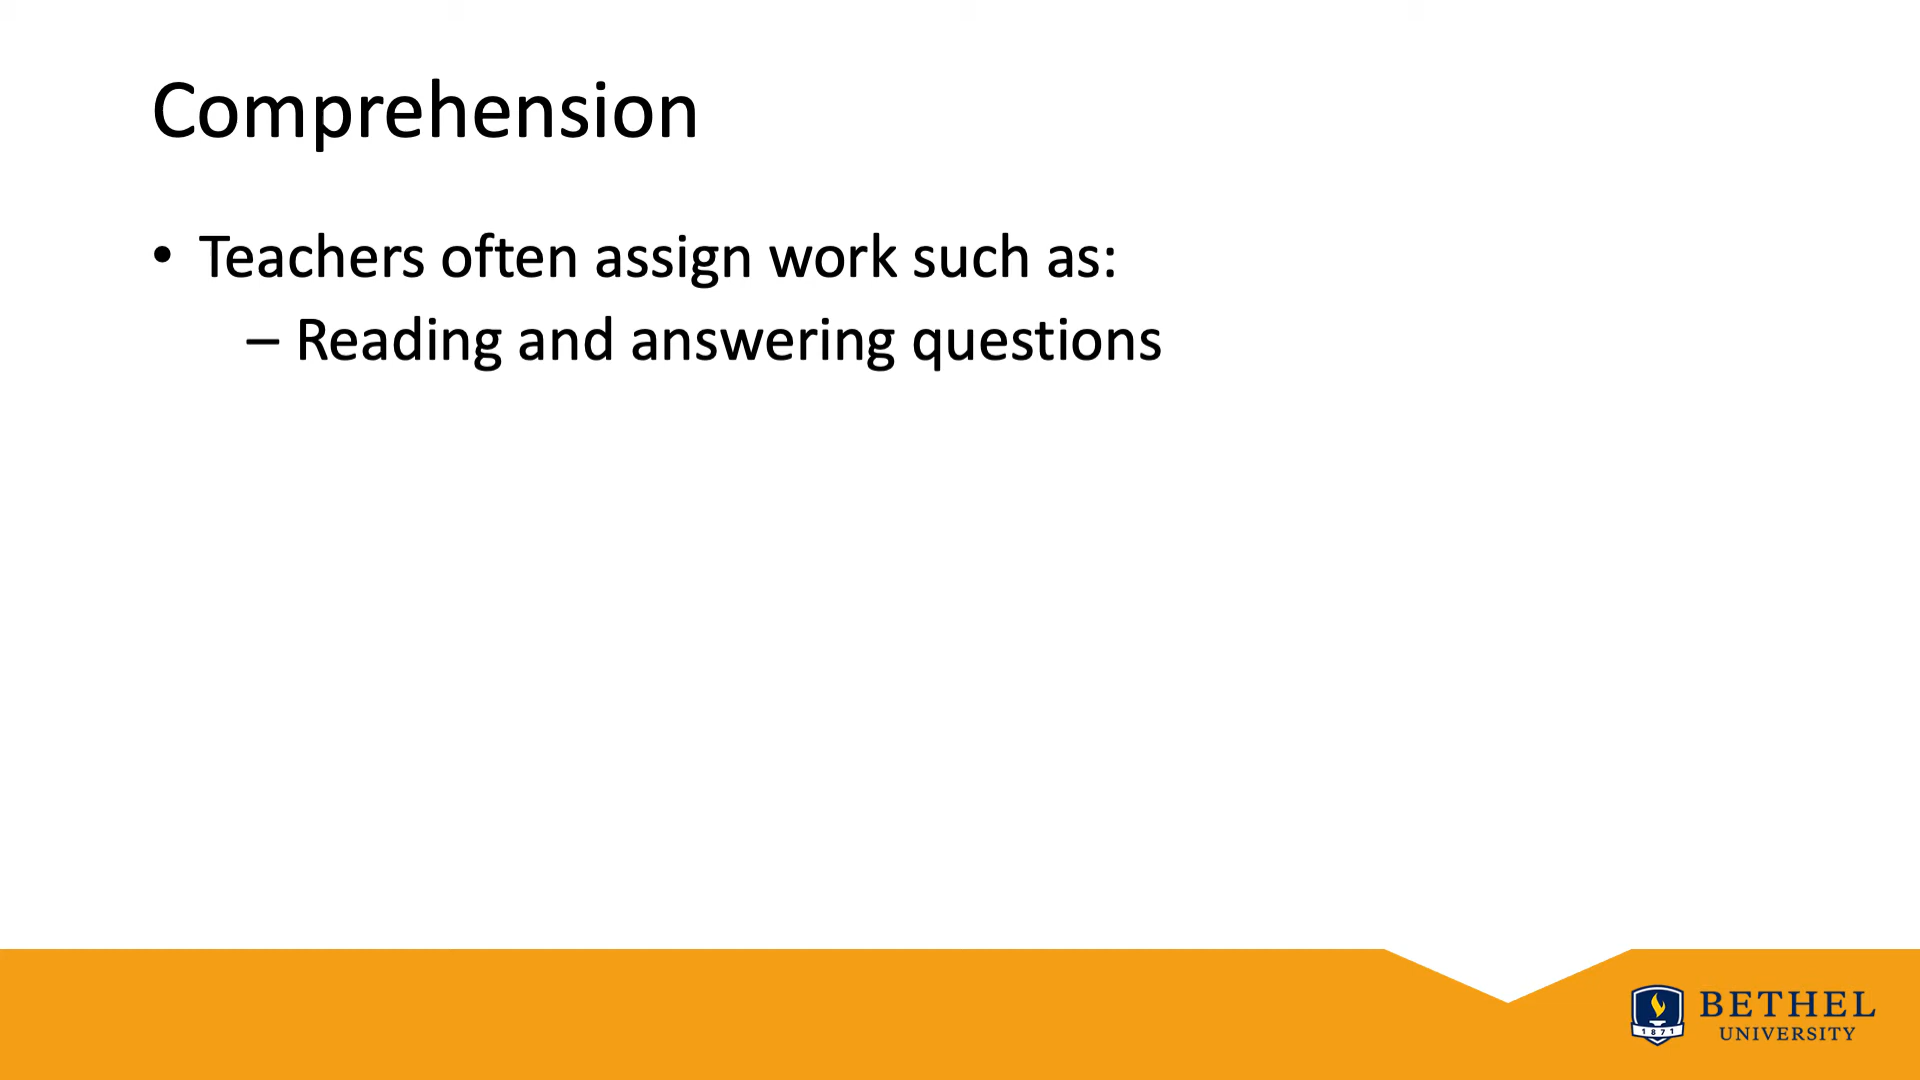 Comprehension
• Teachers often assign work such as:
– Reading and answering questions
1871
BETHEL
UNIVERSITY